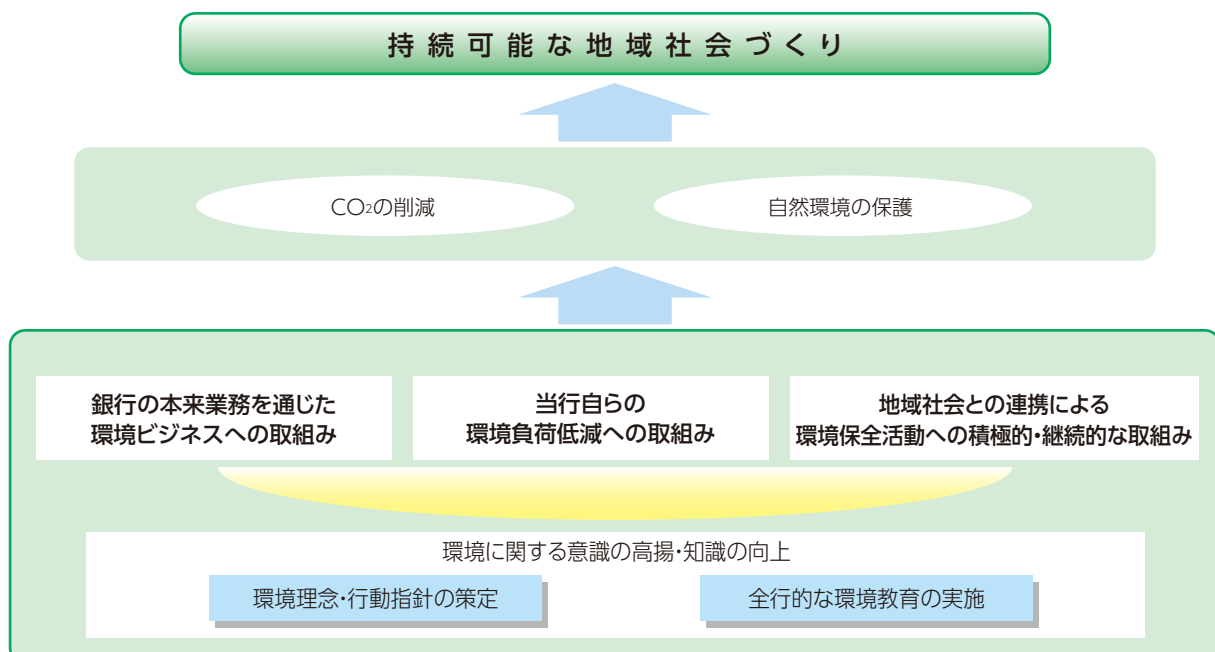 持続可能な地域社会づくり
CO₂の削減
自然環境の保護
銀行の本来業務を通じた
環境ビジネスへの取組み
当行自らの
環境負荷低減への取組み
地域社会との連携による
環境保全活動への積極的・継続的な取組み
環境に関する意識の高揚・知識の向上
環境理念・行動指針の策定
全行的な環境教育の実施